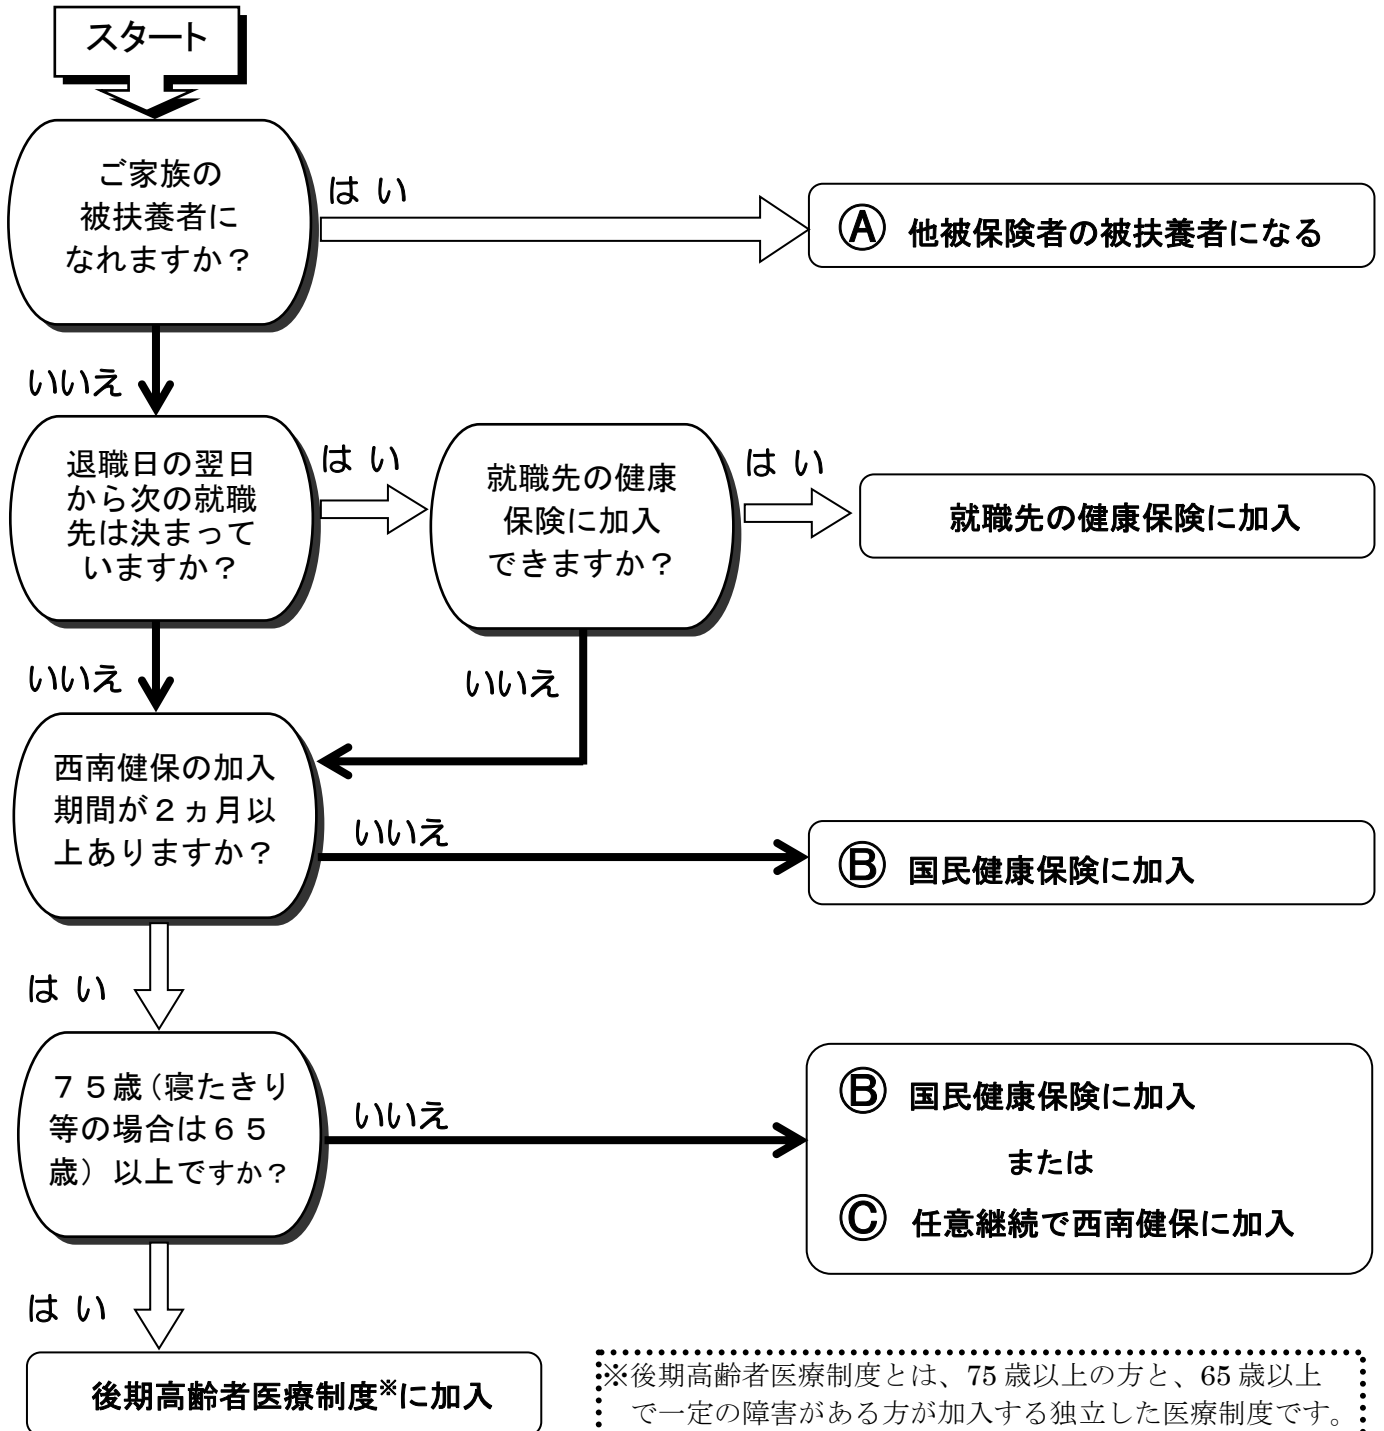 スタート
ご家族の
被扶養者に
なれますか？
は い
Ⓐ 他被保険者の被扶養者になる
いいえ
退職日の翌日
から次の就職
先は決まって
いますか？
は い
就職先の健康
保険に加入
できますか？
は い
就職先の健康保険に加入
いいえ
いいえ
西南健保の加入
期間が２ヵ月以
上ありますか？
いいえ
Ⓑ 国民健康保険に加入
は い
７５歳（寝たきり
等の場合は６５
歳）以上ですか？
いいえ
Ⓑ 国民健康保険に加入
または
Ⓒ 任意継続で西南健保に加入
は い
後期高齢者医療制度※に加入
※後期高齢者医療制度とは、75 歳以上の方と、65 歳以上
で一定の障害がある方が加入する独立した医療制度です。